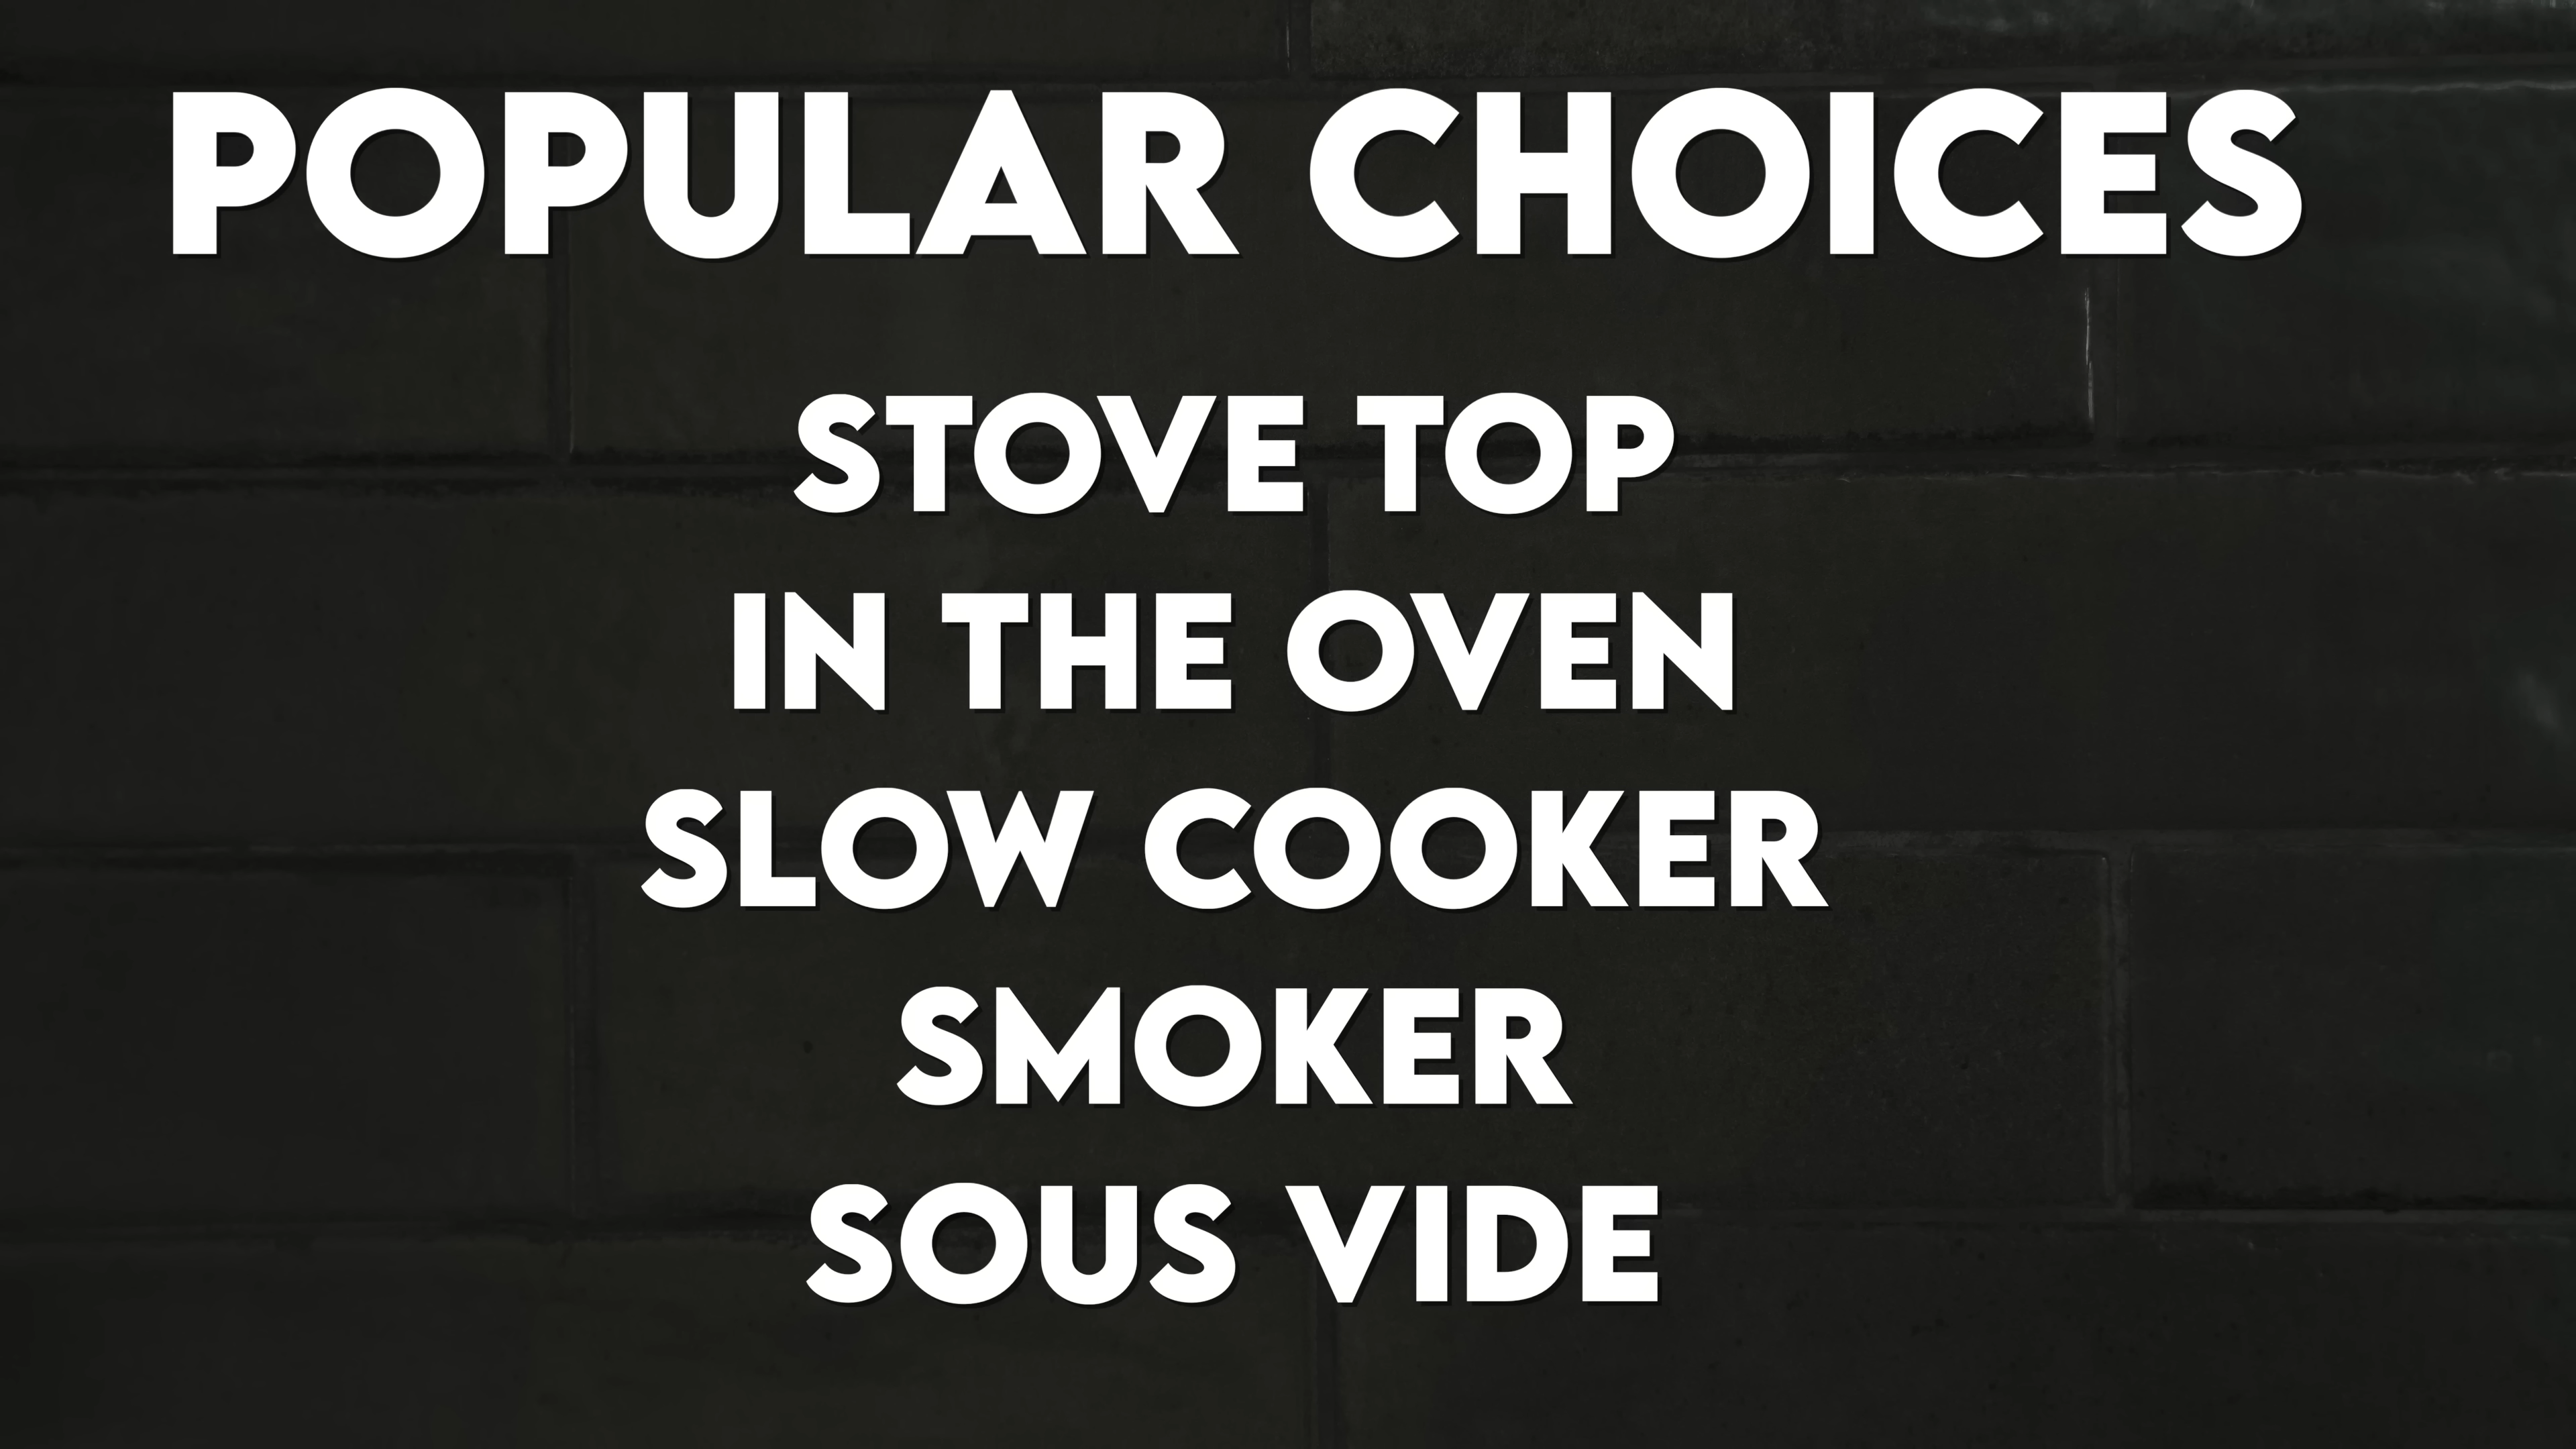 POPULAR CHOICES
STOVE TOP
IN THE OVEN
SLOW COOKER
SMOKER
SOUS VIDE